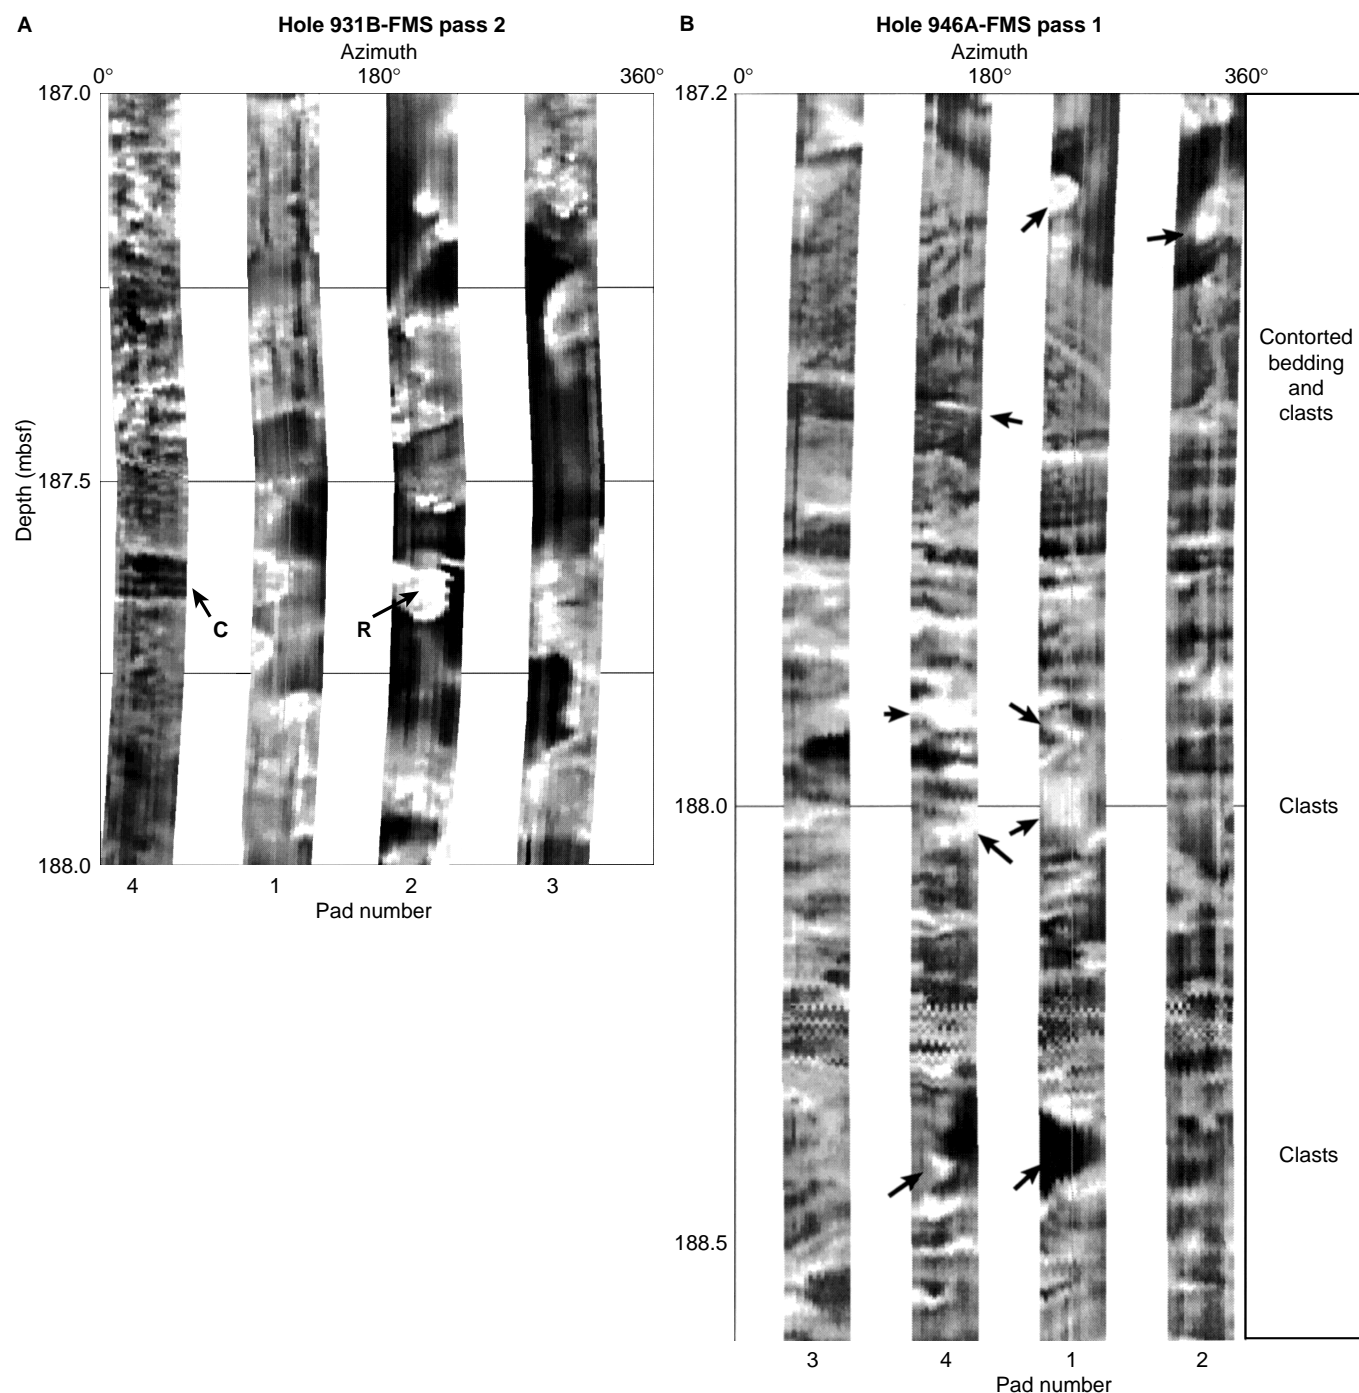 A
Hole 931B-FMS pass 2
Azimuth
0° 180° 360°
187.0
187.5
188.0
Depth (mbsf)
C
R
4 1 2 3
Pad number
B
Hole 946A-FMS pass 1
Azimuth
0° 180° 360°
187.2
188.0
188.5
Contorted
bedding
and
clasts
Clasts
Clasts
3 4 1 2
Pad number